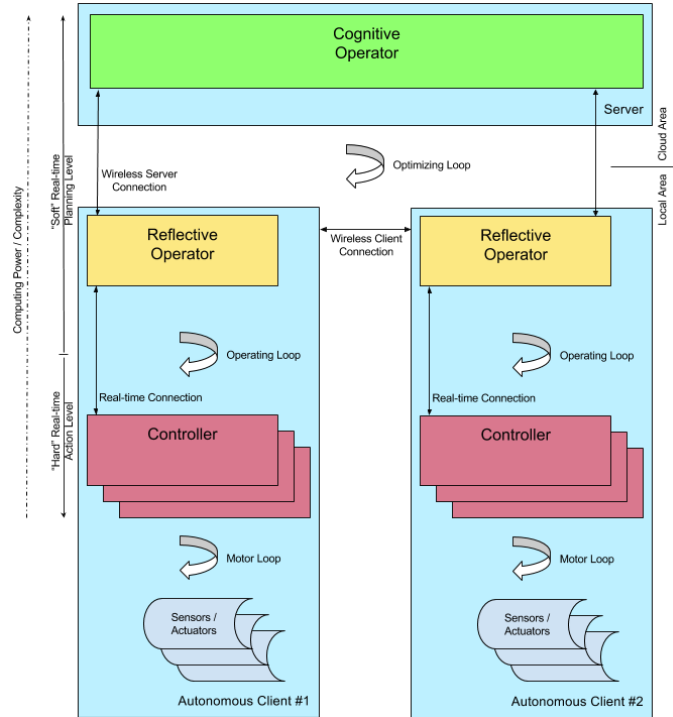 Cognitive
Operator
Server
Cloud Area
Local Area
Optimizing Loop
Wireless Server
Connection
Computing Power / Complexity
"Soft" Real-time
Planning Level
"Hard" Real-time
Action Level
Reflective
Operator
Wireless Client
Connection
Reflective
Operator
Operating Loop
Operating Loop
Real-time Connection
Real-time Connection
Controller
Controller
Motor Loop
Motor Loop
Sensors /
Actuators
Sensors /
Actuators
Autonomous Client #1
Autonomous Client #2